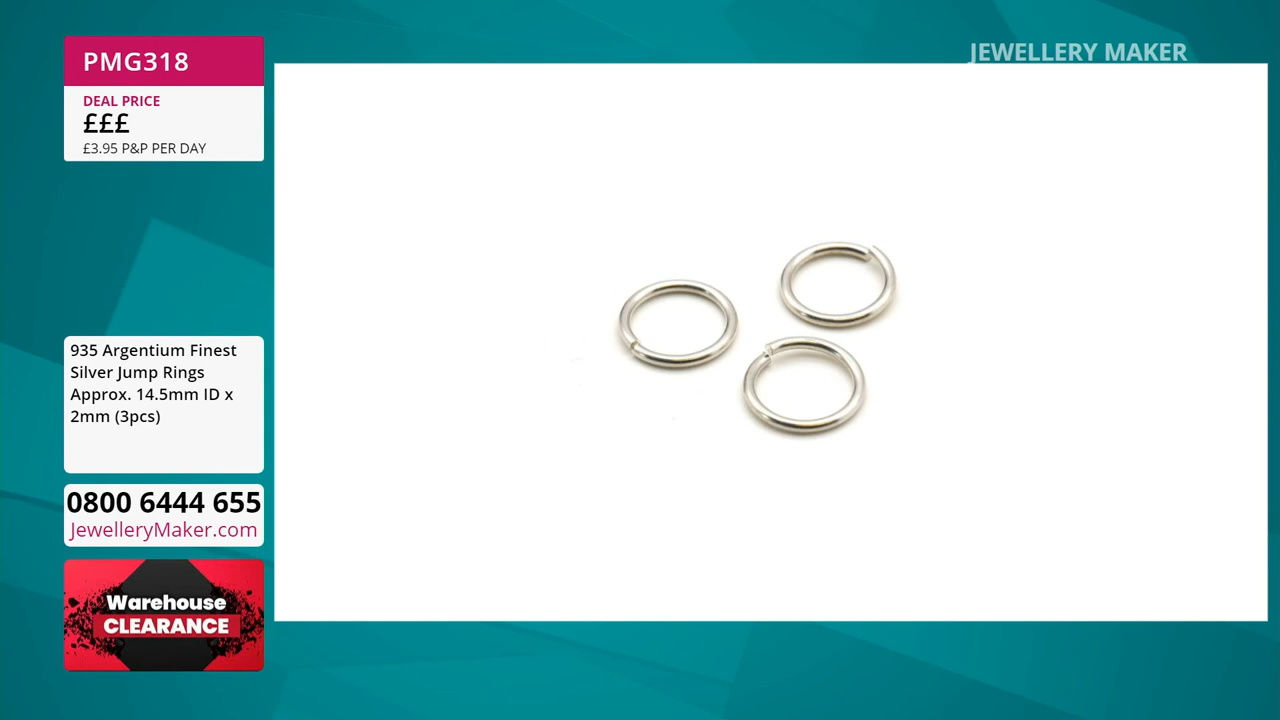 PMG318
DEAL PRICE
£££
£3.95 P&P PER DAY
JEWELLERY MAKER
935 Argentium Finest
Silver Jump Rings
Approx. 14.5mm ID x
2mm (3pcs)
0800 6444 655
JewelleryMaker.com
Warehouse
CLEARANCE